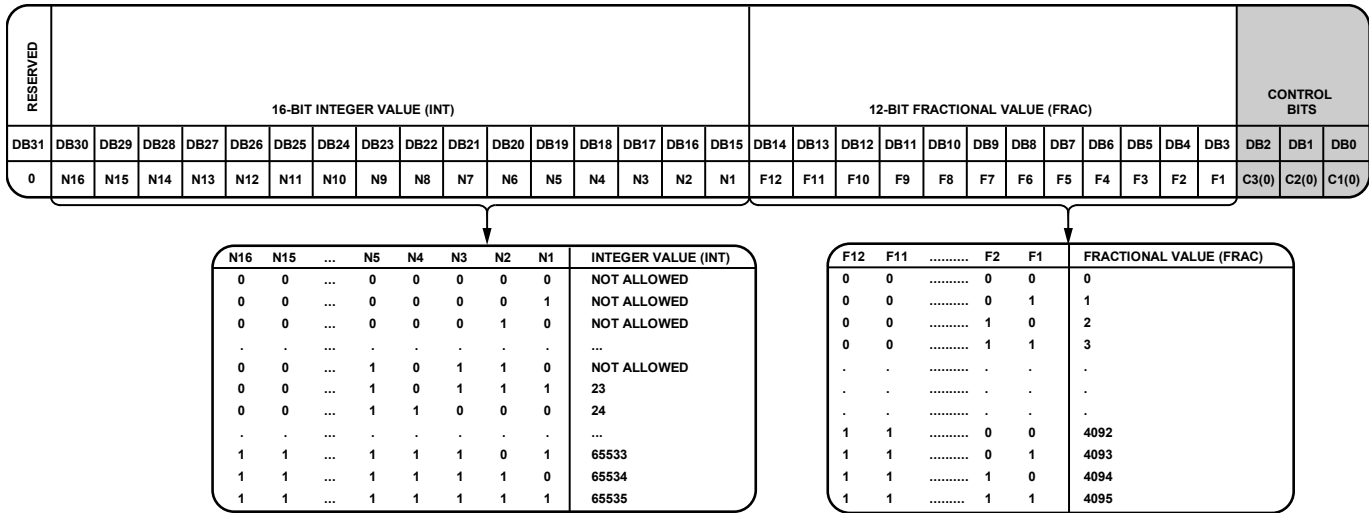 RESERVED
16-BIT INTEGER VALUE (INT) 12-BIT FRACTIONAL VALUE (FRAC) CONTROL BITS
DB31 DB30 DB29 DB28 DB27 DB26 DB25 DB24 DB23 DB22 DB21 DB20 DB19 DB18 DB17 DB16 DB15 DB14 DB13 DB12 DB11 DB10 DB9 DB8 DB7 DB6 DB5 DB4 DB3 DB2 DB1 DB0
0 N16 N15 N14 N13 N12 N11 N10 N9 N8 N7 N6 N5 N4 N3 N2 N1 F12 F11 F10 F9 F8 F7 F6 F5 F4 F3 F2 F1 C3(0) C2(0) C1(0)
N16 N15 ... N5 N4 N3 N2 N1 INTEGER VALUE (INT)
0 0 ... 0 0 0 0 0 NOT ALLOWED
0 0 ... 0 0 0 0 1 NOT ALLOWED
0 0 ... 0 0 0 1 0 NOT ALLOWED
. . ... . . . . . ...
0 0 ... 1 0 1 1 0 NOT ALLOWED
0 0 ... 1 0 1 1 1 23
0 0 ... 1 1 0 0 0 24
. . ... . . . . . ...
1 1 ... 1 1 1 0 1 65533
1 1 ... 1 1 1 1 0 65534
1 1 ... 1 1 1 1 1 65535
F12 F11 .......... F2 F1 FRACTIONAL VALUE (FRAC)
0 0 .......... 0 0 0
0 0 .......... 0 1 1
0 0 .......... 1 0 2
0 0 .......... 1 1 3
. . .......... . . .
. . .......... . . .
. . .......... . . .
1 1 .......... 0 0 4092
1 1 .......... 0 1 4093
1 1 .......... 1 0 4094
1 1 ......... 1 1 4095